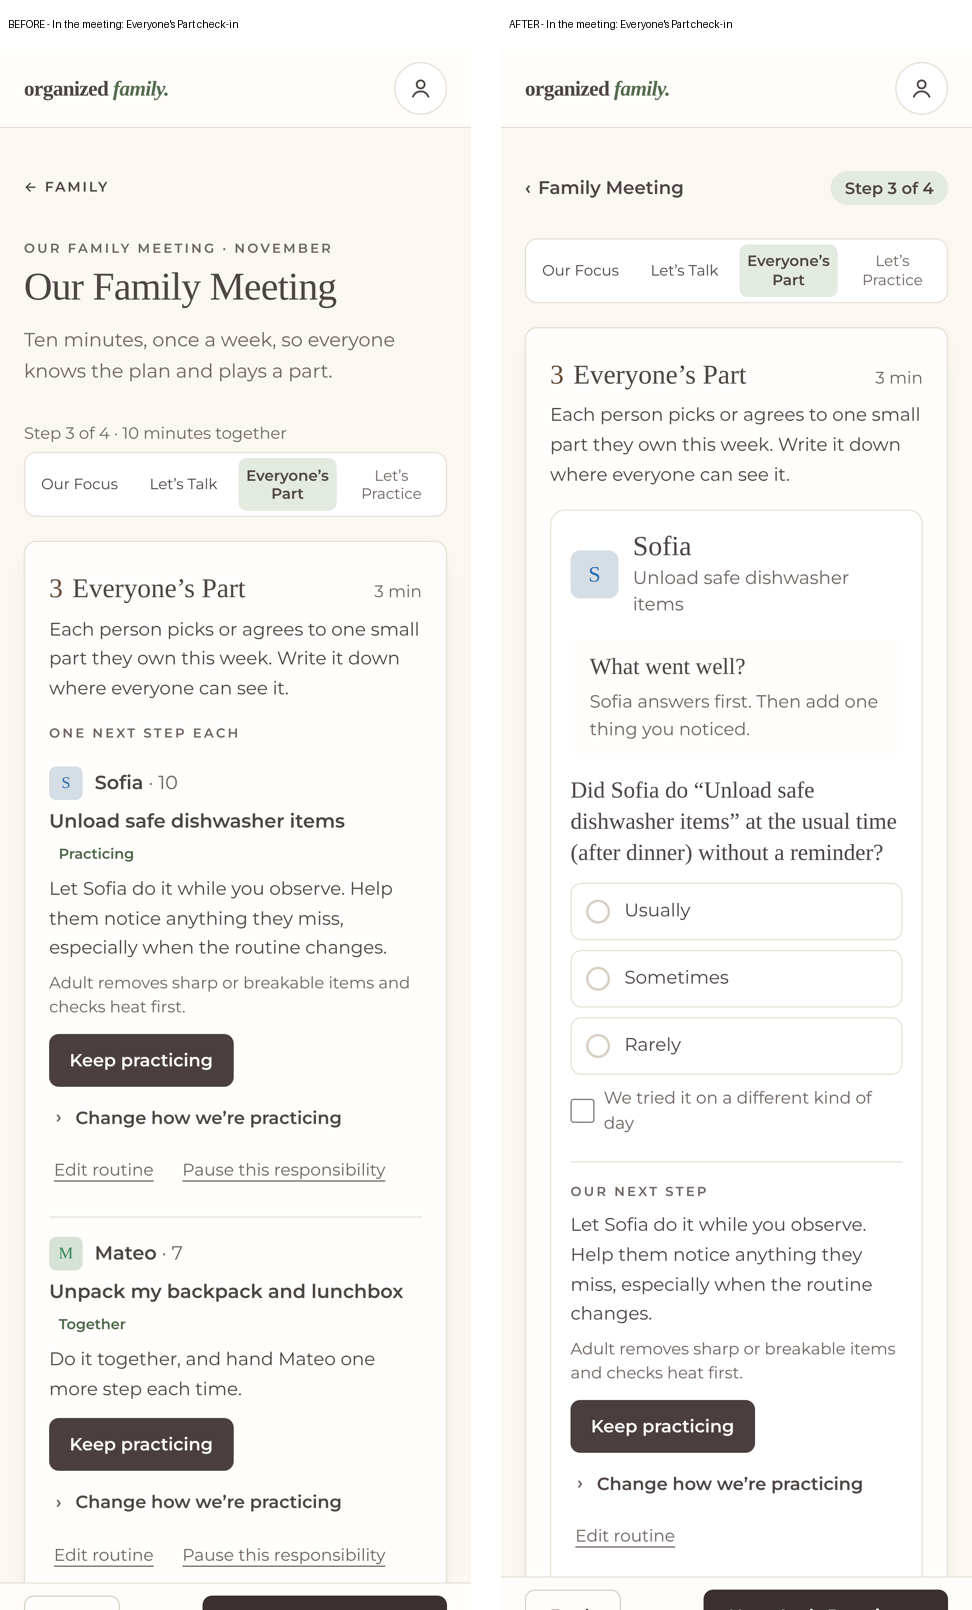 BEFORE - In the meeting: Everyone's Part check-in
organized family.
← FAMILY
OUR FAMILY MEETING · NOVEMBER
Our Family Meeting
Ten minutes, once a week, so everyone
knows the plan and plays a part.
Step 3 of 4 · 10 minutes together
Our Focus
Let's Talk
Everyone's
Part
Let's
Practice
3 Everyone's Part
3 min
Each person picks or agrees to one small
part they own this week. Write it down
where everyone can see it.
ONE NEXT STEP EACH
S
Sofia · 10
Unload safe dishwasher items
Practicing
Let Sofia do it while you observe. Help
them notice anything they miss,
especially when the routine changes.
Adult removes sharp or breakable items and
checks heat first.
Keep practicing
› Change how we're practicing
Edit routine
Pause this responsibility
M
Mateo · 7
Unpack my backpack and lunchbox
Together
Do it together, and hand Mateo one
more step each time.
Keep practicing
› Change how we're practicing
Edit routine
Pause this responsibility
AFTER - In the meeting: Everyone's Part check-in
organized family.
‹ Family Meeting
Step 3 of 4
Our Focus
Let's Talk
Everyone's
Part
Let's
Practice
3 Everyone's Part
3 min
Each person picks or agrees to one small
part they own this week. Write it down
where everyone can see it.
S
Sofia
Unload safe dishwasher
items
What went well?
Sofia answers first. Then add one
thing you noticed.
Did Sofia do “Unload safe
dishwasher items” at the usual time
(after dinner) without a reminder?
Usually
Sometimes
Rarely
We tried it on a different kind of
day
OUR NEXT STEP
Let Sofia do it while you observe.
Help them notice anything they
miss, especially when the routine
changes.
Adult removes sharp or breakable items
and checks heat first.
Keep practicing
› Change how we're practicing
Edit routine